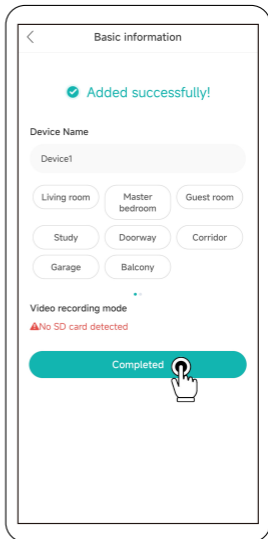 Basic information
Added successfully!
Device Name
Device1
Living room
Master
bedroom
Guest room
Study
Doorway
Corridor
Garage
Balcony
Video recording mode
No SD card detected
Completed